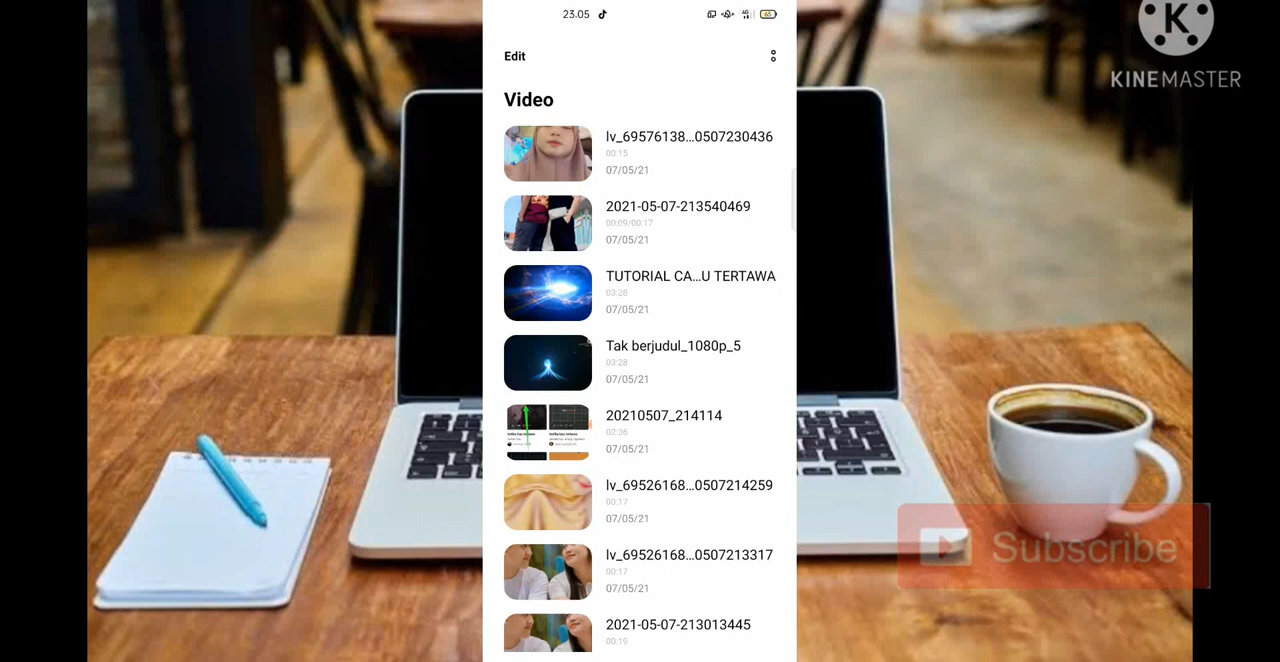 23.05
65
Edit
KINEMASTER
Video
lv_69576138...0507230436
00:15
07/05/21
2021-05-07-213540469
00:09/00:17
07/05/21
TUTORIAL CA...U TERTAWA
03:28
07/05/21
Tak berjudul_1080p_5
03:28
07/05/21
20210507_214114
02:36
07/05/21
lv_69526168...0507214259
00:17
07/05/21
lv_69526168...0507213317
00:17
07/05/21
2021-05-07-213013445
00:19
Subscribe